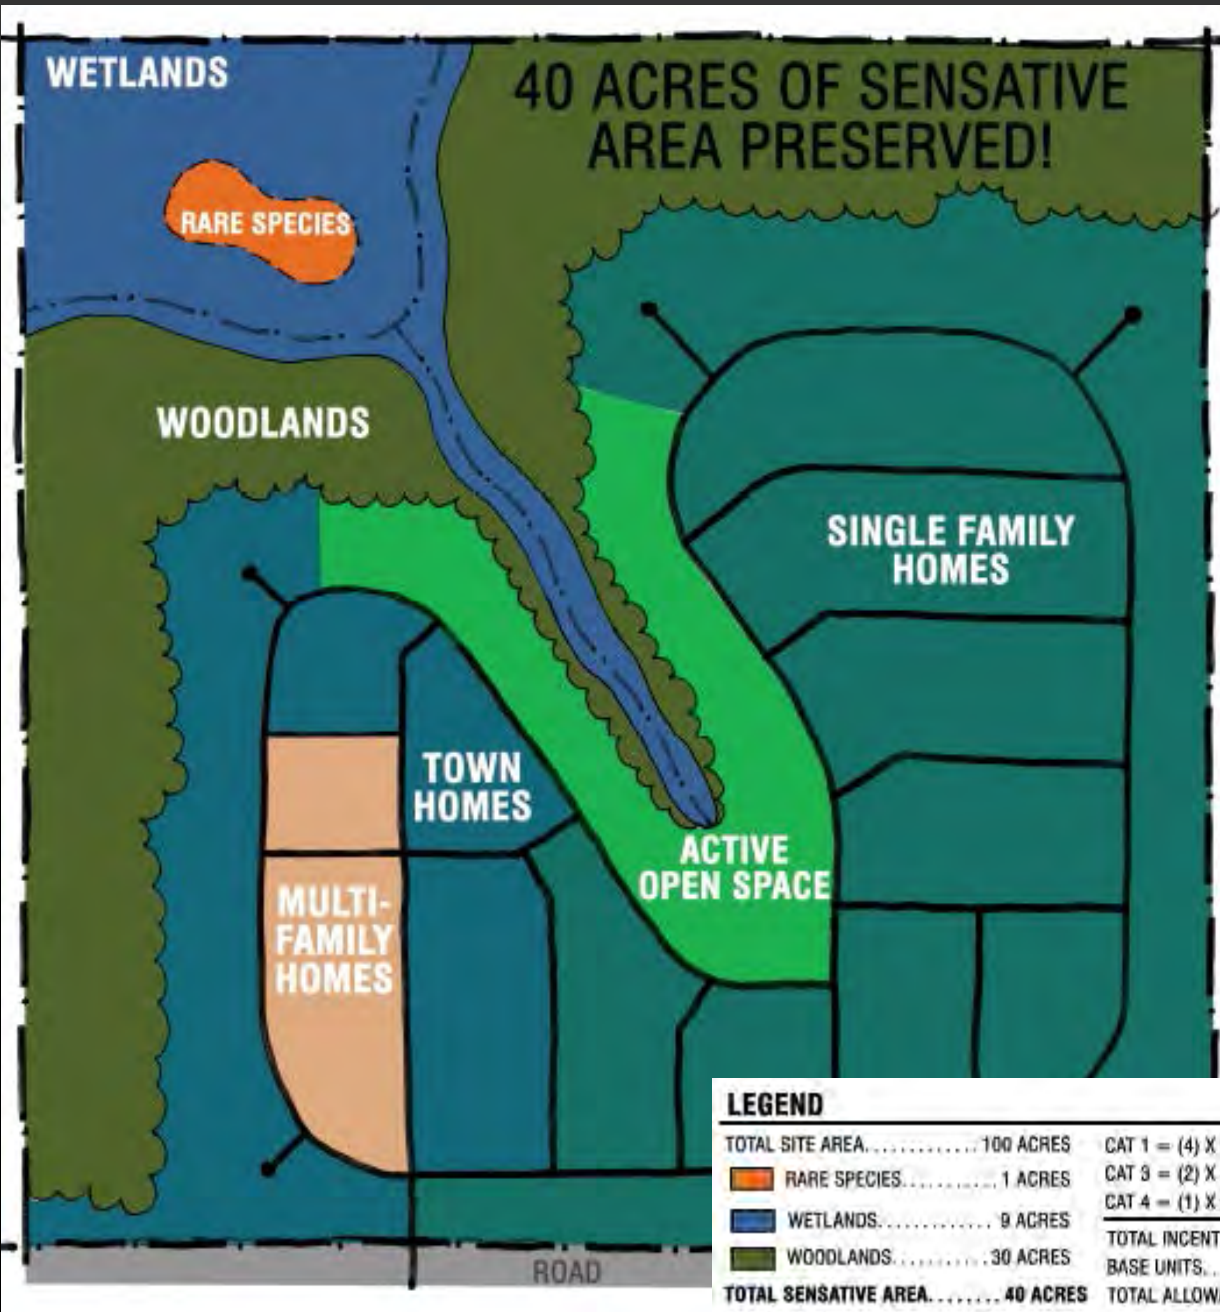 WETLANDS
40 ACRES OF SENSATIVE
AREA PRESERVED!
RARE SPECIES
WOODLANDS
SINGLE FAMILY
HOMES
TOWN
HOMES
ACTIVE
OPEN SPACE
MULTI-
FAMILY
HOMES
ROAD
LEGEND
TOTAL SITE AREA............. 100 ACRES
RARE SPECIES............ 1 ACRES
WETLANDS............. 9 ACRES
WOODLANDS............. 30 ACRES
TOTAL SENSATIVE AREA........ 40 ACRES
CAT 1 = (4) X
CAT 3 = (2) X
CAT 4 = (1) X
TOTAL INCENT
BASE UNITS..
TOTAL ALLOWA